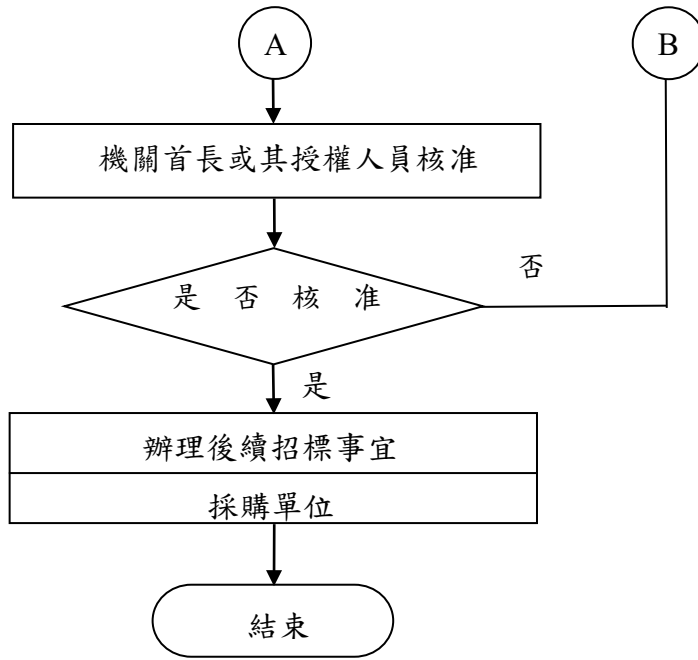 A
B
機關首長或其授權人員核准
是否核准
否
是
辦理後續招標事宜
採購單位
結束